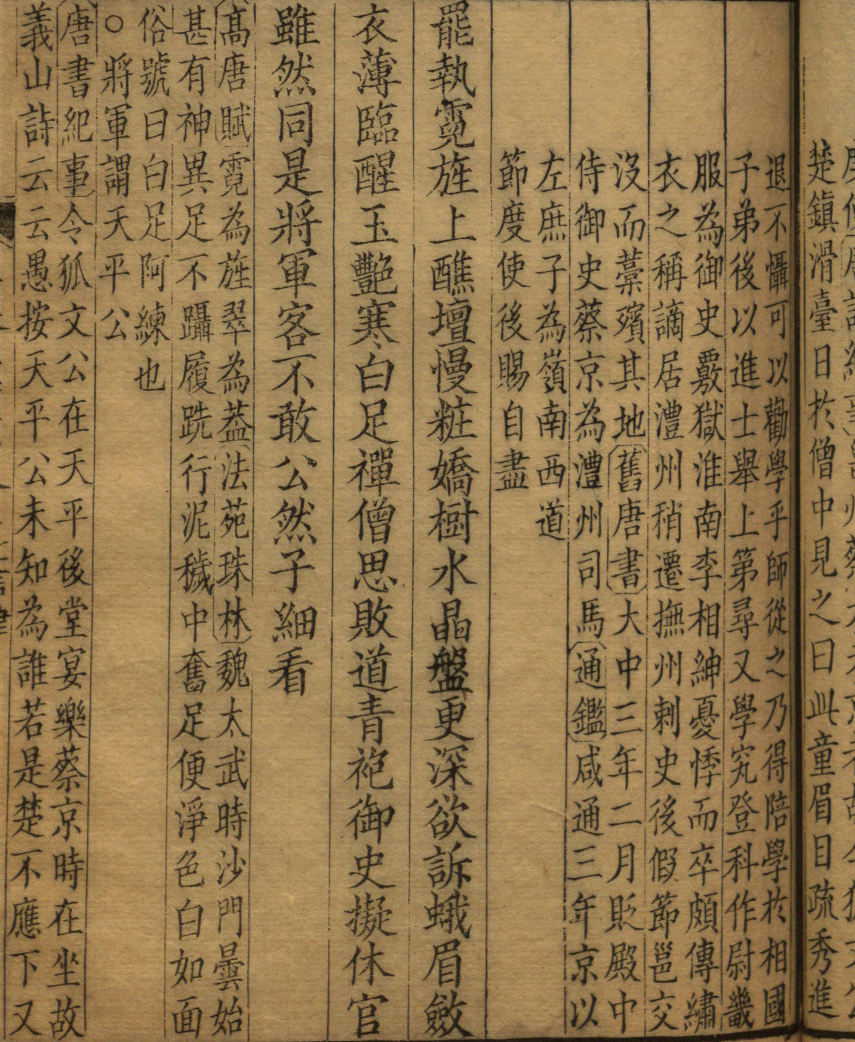 楚鎮滑臺日於僧中見之曰此童眉目疏秀進
退不懾可以勸學乎師從之乃得陪學於相國
子弟後以進士舉上第尋又學究登科作尉畿
服為御史覈獄淮南李相紳憂悸而卒頗傳繡
衣之稱謫居澧州稍遷撫州刺史後假節邕交
沒而藁殯其地舊唐書大中三年二月貶殿中
侍御史蔡京為澧州司馬通鑑咸通三年京以
左庶子為嶺南西道
節度使後賜自盡
罷執霓旌上醮壇慢粧嬌樹水晶盤更深欲訴蛾眉斂
衣薄臨醒玉艷寒白足禪僧思敗道青袍御史擬休官
雖然同是將軍客不敢公然子細看
高唐賦霓為旌翠為葢法苑珠林魏太武時沙門曇始
甚有神異足不躡履跣行泥穢中奮足便淨色白如面
俗號曰白足阿練也
○將軍謂天平公
唐書紀事令狐文公在天平後堂宴樂蔡京時在坐故
義山詩云云愚按天平公未知為誰若是楚不應下又